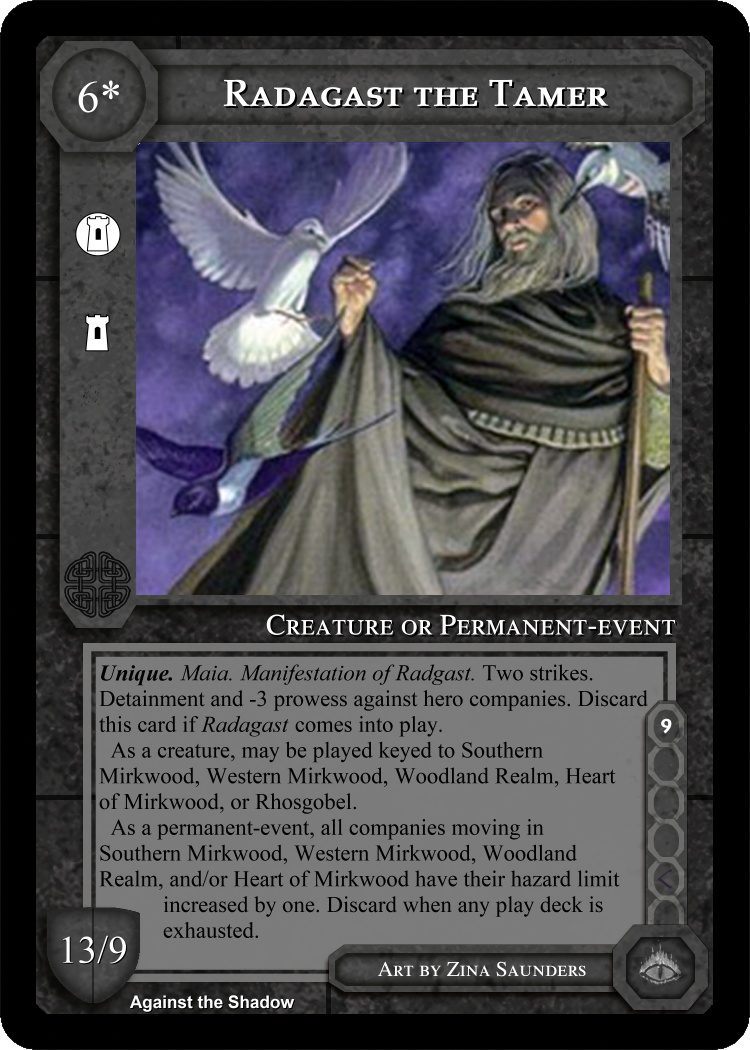 6*
RADAGAST THE TAMER
CREATURE OR PERMANENT-EVENT
Unique. Maia. Manifestation of Radgast. Two strikes.
Detainment and -3 prowess against hero companies. Discard
this card if Radagast comes into play.
As a creature, may be played keyed to Southern
Mirkwood, Western Mirkwood, Woodland Realm, Heart
of Mirkwood, or Rhosgobel.
As a permanent-event, all companies moving in
Southern Mirkwood, Western Mirkwood, Woodland
Realm, and/or Heart of Mirkwood have their hazard limit
increased by one. Discard when any play deck is
exhausted.
9
13/9
ART BY ZINA SAUNDERS
Against the Shadow